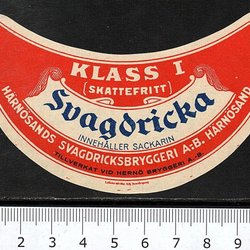 KLASS I
(SKATTEFRITT)
Svagdricka
INNEHÅLLER SACKARIN
HÄRNÖSANDS SVAGDRICKSBRYGGERI A.-B. HÄRNÖSAND
TILLVERKAT VID HERNÖ BRYGGERI A.-B.
1 2 3 4 5 6 7 8 9